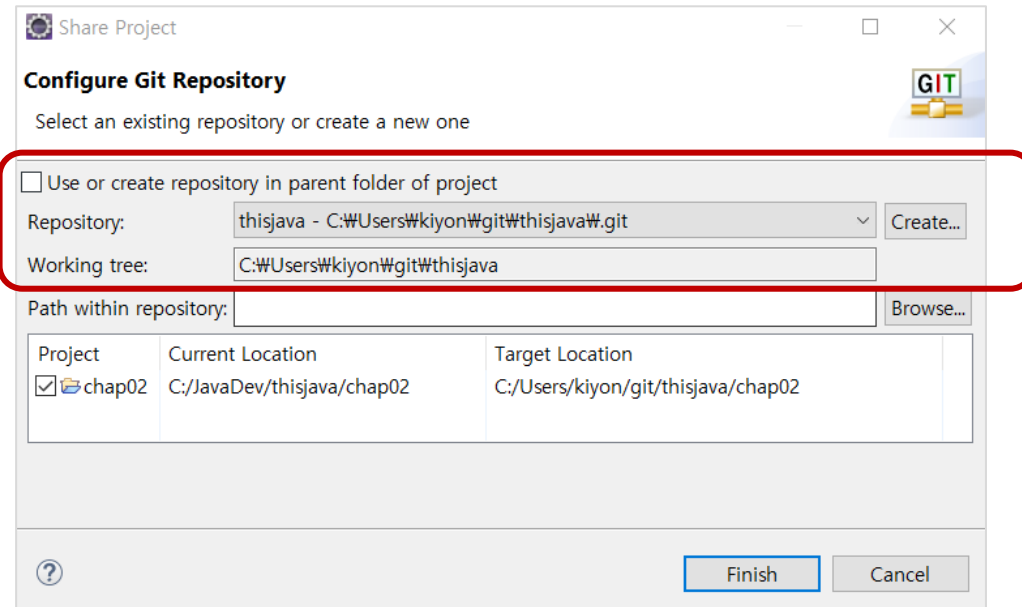 Share Project
Configure Git Repository
GIT
Select an existing repository or create a new one
Use or create repository in parent folder of project
Repository: thisjava - C:₩Users₩kiyon₩git₩thisjava₩.git Create...
Working tree: C:₩Users₩kiyon₩git₩thisjava
Path within repository: Browse...
Project Current Location Target Location
chap02 C:/JavaDev/thisjava/chap02 C:/Users/kiyon/git/thisjava/chap02
? Finish Cancel